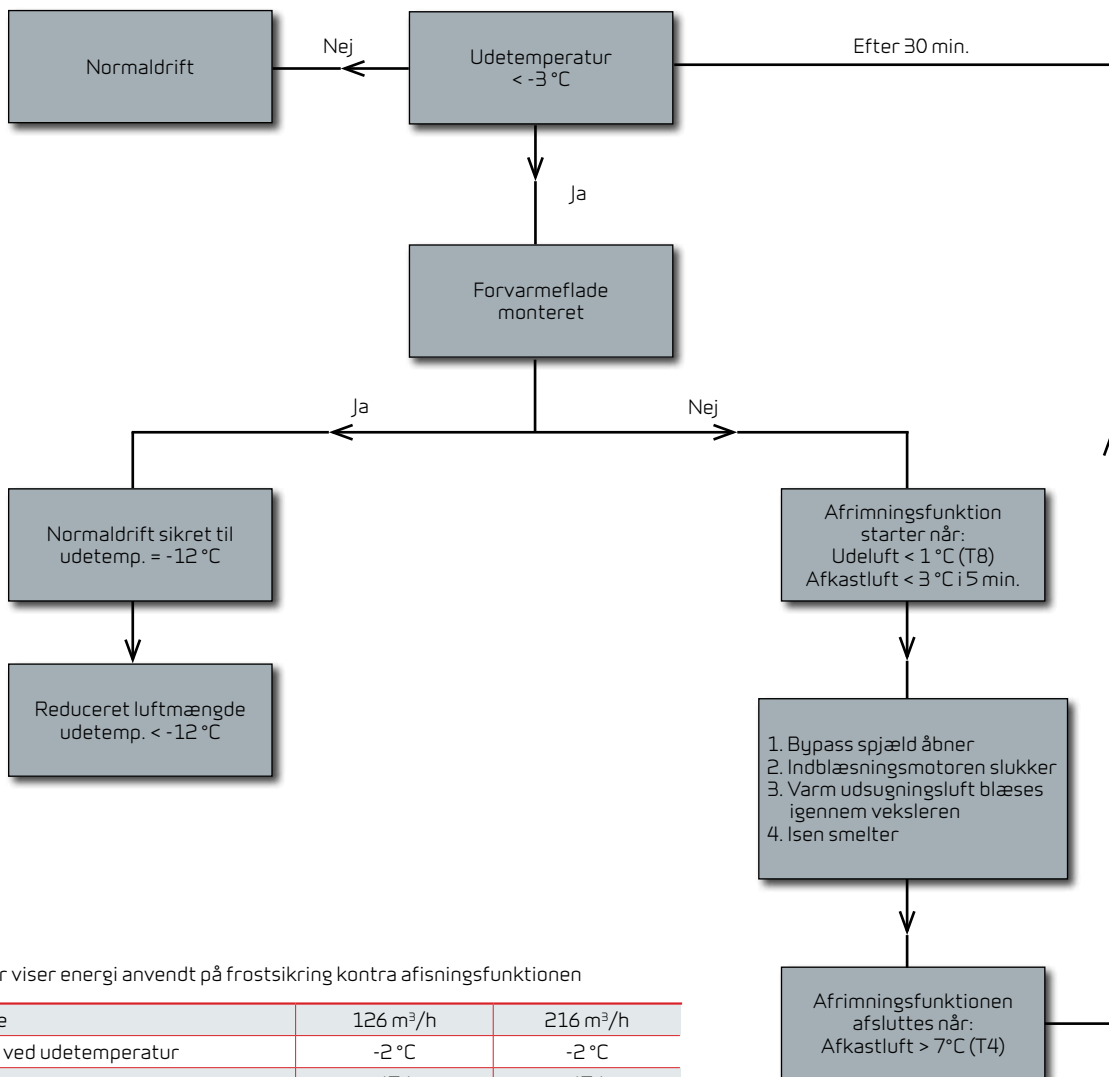 Normaldrift
Nej
Udetemperatur
< -3 °C
Efter 30 min.
Ja
Forvarmeflade
monteret
Ja
Nej
Normaldrift sikret til
udetemp. = -12 °C
Afrimningsfunktion
starter når:
Udeluft < 1 °C (T8)
Afkastluft < 3 °C i 5 min.
Reduceret luftmængde
udetemp. < -12 °C
1. Bypass spjæld åbner
2. Indblæsningsmotoren slukker
3. Varm udsugningsluft blæses
igennem veksleren
4. Isen smelter
Afrimningsfunktionen
afsluttes når:
Afkastluft > 7°C (T4)
viser energi anvendt på frostsikring kontra afisningsfunktionen
126 m³/h 216 m³/h
ved udetemperatur -2 °C -2 °C